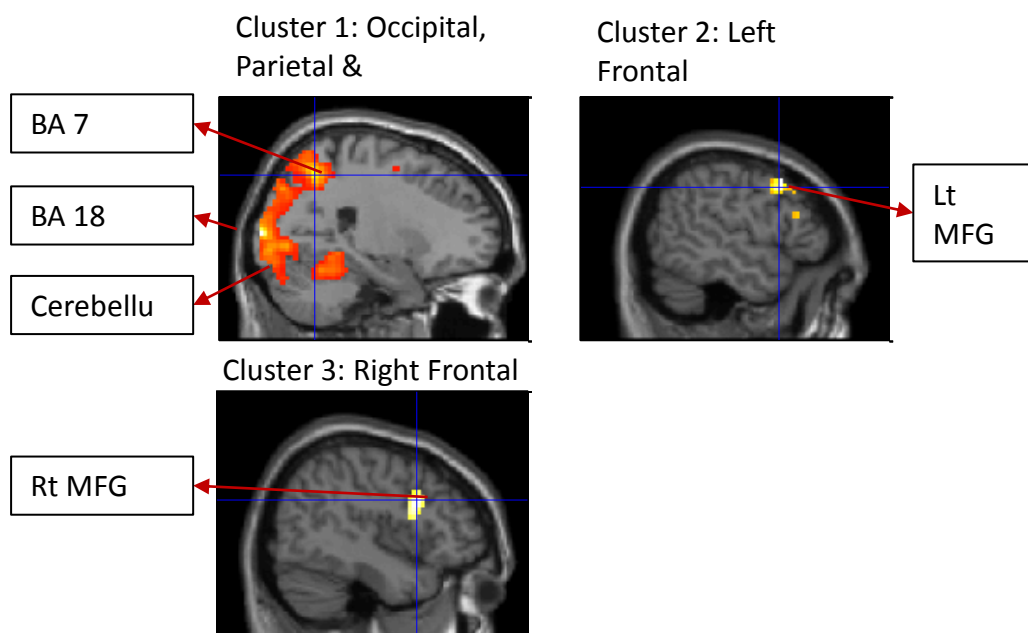 Cluster 1: Occipital,
Parietal &
Cluster 2: Left
Frontal
BA 7
BA 18
Cerebellu
Lt
MFG
Cluster 3: Right Frontal
Rt MFG